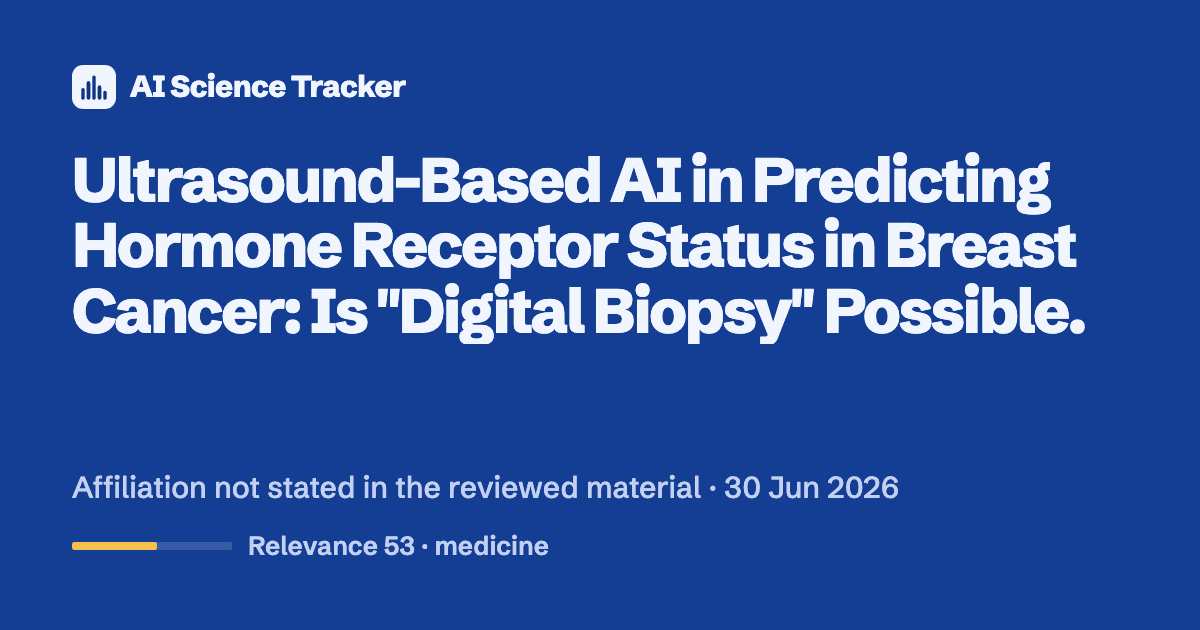 AI Science Tracker
Ultrasound-Based AI in Predicting
Hormone Receptor Status in Breast
Cancer: Is "Digital Biopsy" Possible.
Affiliation not stated in the reviewed material · 30 Jun 2026
Relevance 53 · medicine